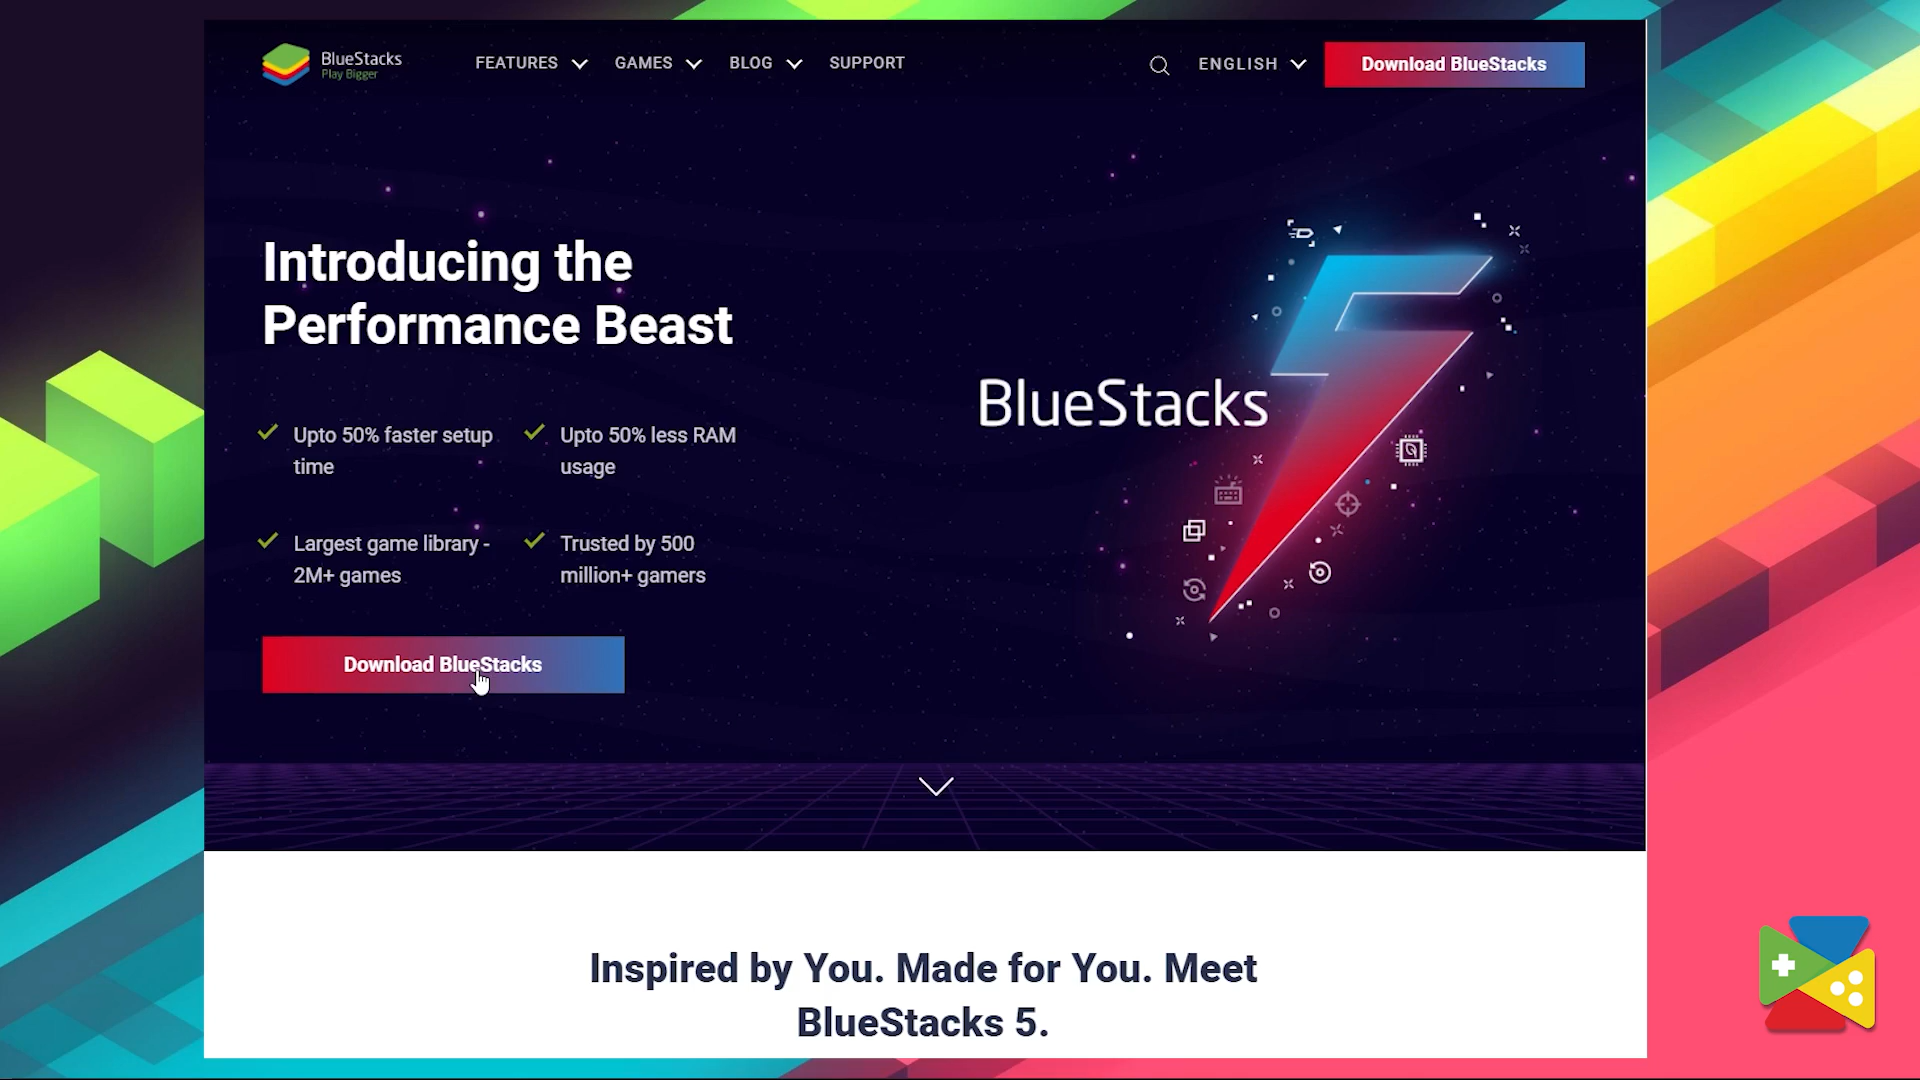 BlueStacks
Play Bigger
FEATURES
GAMES
BLOG
SUPPORT
ENGLISH
Download BlueStacks
Introducing the
Performance Beast
Upto 50% faster setup
time
Upto 50% less RAM
usage
Largest game library -
2M+ games
Trusted by 500
million+ gamers
Download BlueStacks
BlueStacks 5
Inspired by You. Made for You. Meet
BlueStacks 5.